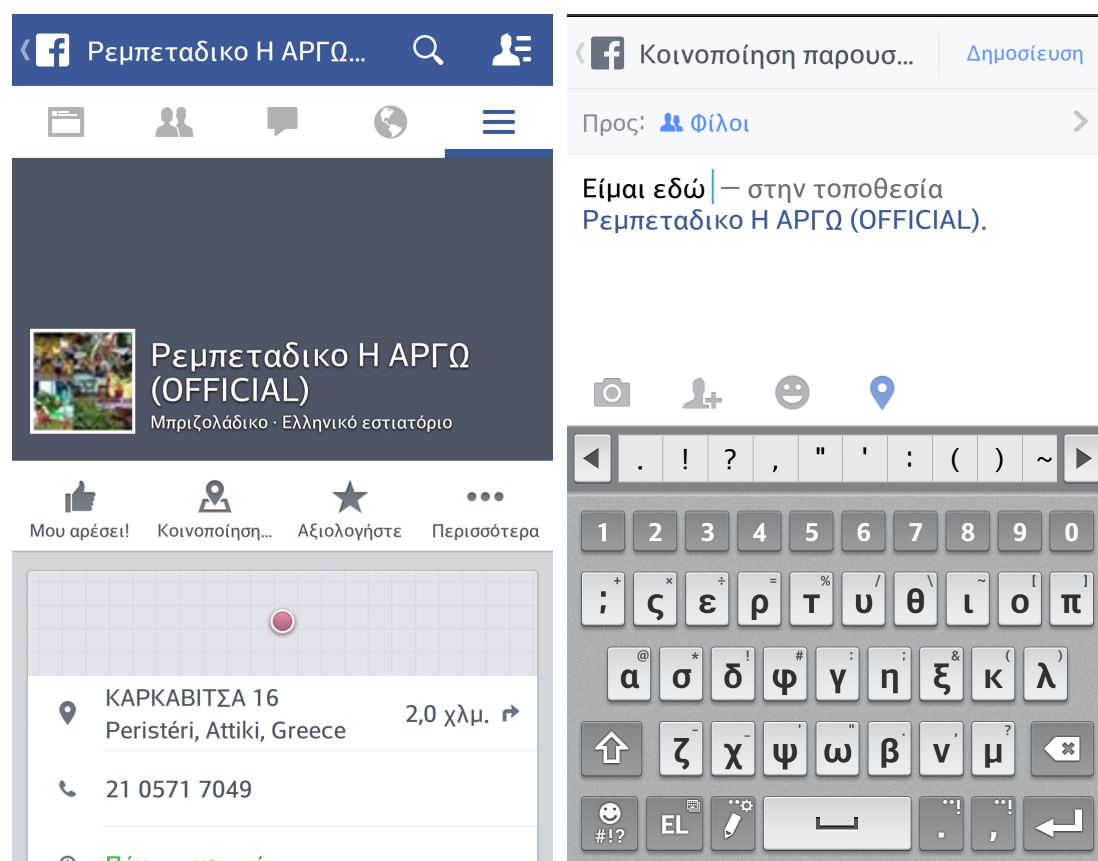 Ρεμπεταδικο Η ΑΡΓΩ...
Ρεμπεταδικο Η ΑΡΓΩ
(OFFICIAL)
Μπριζολάδικο · Ελληνικό εστιατόριο
Μου αρέσει!
Κοινοποίηση...
Αξιολογήστε
Περισσότερα
ΚΑΡΚΑΒΙΤΣΑ 16
Peristéri, Attiki, Greece
2,0 χλμ.
21 0571 7049
Κοινοποίηση παρουσ...
Δημοσίευση
Προς: Φίλοι
Είμαι εδώ — στην τοποθεσία
Ρεμπεταδικο Η ΑΡΓΩ (OFFICIAL).
. ! ? , " ' : ( ) ~
1 2 3 4 5 6 7 8 9 0
+ × ÷ = % / \ ~ [ ]
; ς ε ρ τ υ θ ι ο π
@ * ! # : ; & ( )
α σ δ φ γ η ξ κ λ
- _ ' " . , ?
ζ χ ψ ω β ν μ
#!? EL . ,